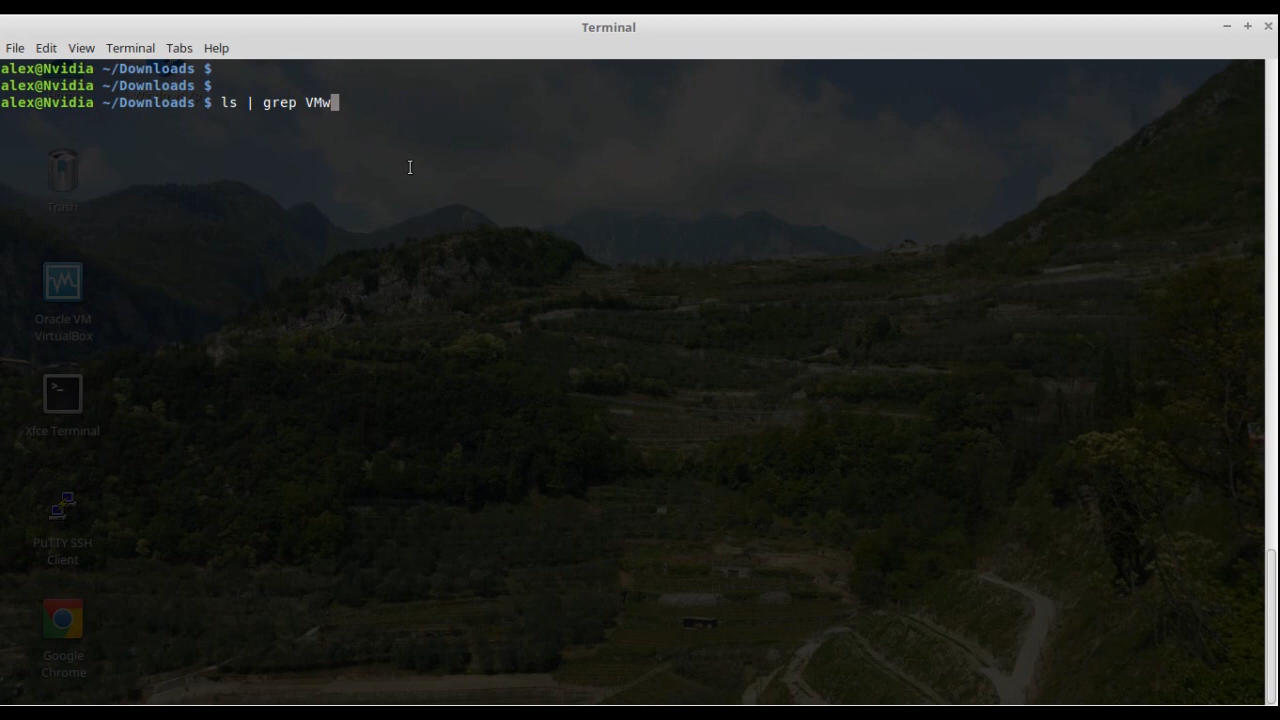 Terminal
File Edit View Terminal Tabs Help
alex@Nvidia ~/Downloads $
alex@Nvidia ~/Downloads $
alex@Nvidia ~/Downloads $ ls | grep VMw
Trash
Oracle VM
VirtualBox
>_
Xfce Terminal
PuTTY SSH
Client
Google
Chrome